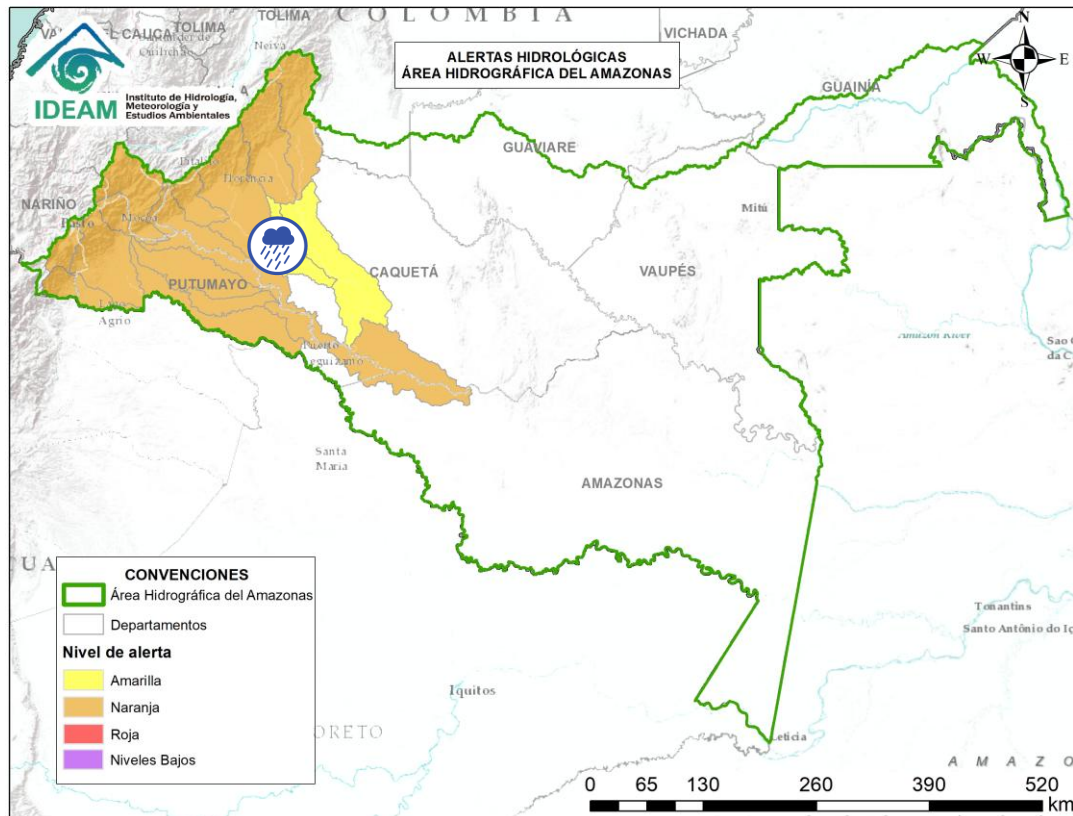 COLOMBIA
TOLIMA
TOLIMA
VICHADA
Neiva
IDEAM
Instituto de Hidrología,
Meteorología y
Estudios Ambientales
ALERTAS HIDROLÓGICAS
ÁREA HIDROGRÁFICA DEL AMAZONAS
N
W
E
S
GUAINÍA
GUAVIARE
Florencia
NARIÑO
Pasto
Mocoa
Mitú
CAQUETÁ
VAUPÉS
PUTUMAYO
Lago
Agrio
Amazon River
Puerto
Santa
Maria
AMAZONAS
CONVENCIONES
Área Hidrográfica del Amazonas
Departamentos
Nivel de alerta
Amarilla
Naranja
Roja
Niveles Bajos
Tonantins
Santo Antônio do Iç
Iquitos
ORETO
Leticia
AMAZO
0 65 130 260 390 520
km